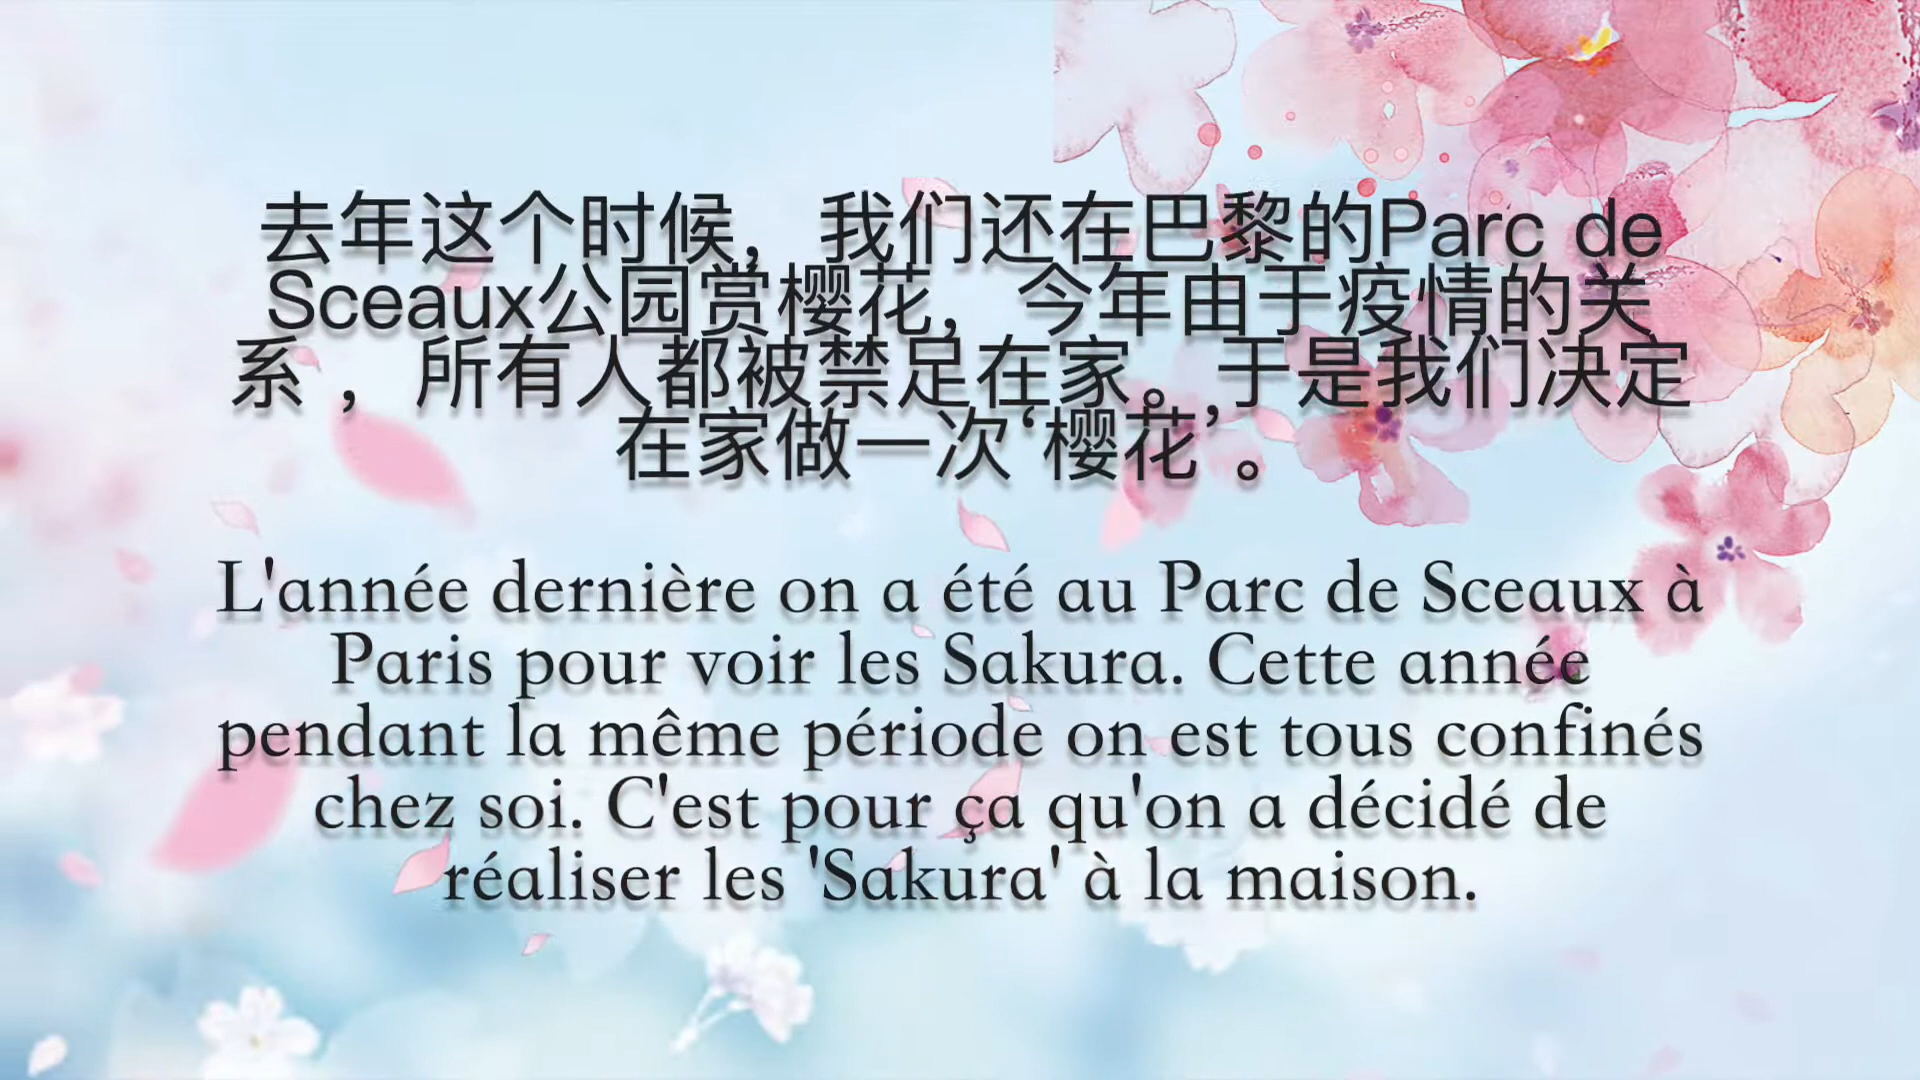 去年这个时候，我们还在巴黎的Parc de
Sceaux公园赏樱花，今年由于疫情的关
系 ， 所有人都被禁足在家。于是我们决定
在家做一次‘樱花’。
L'année dernière on a été au Parc de Sceaux à
Paris pour voir les Sakura. Cette année
pendant la même période on est tous confinés
chez soi. C'est pour ça qu'on a décidé de
réaliser les 'Sakura' à la maison.